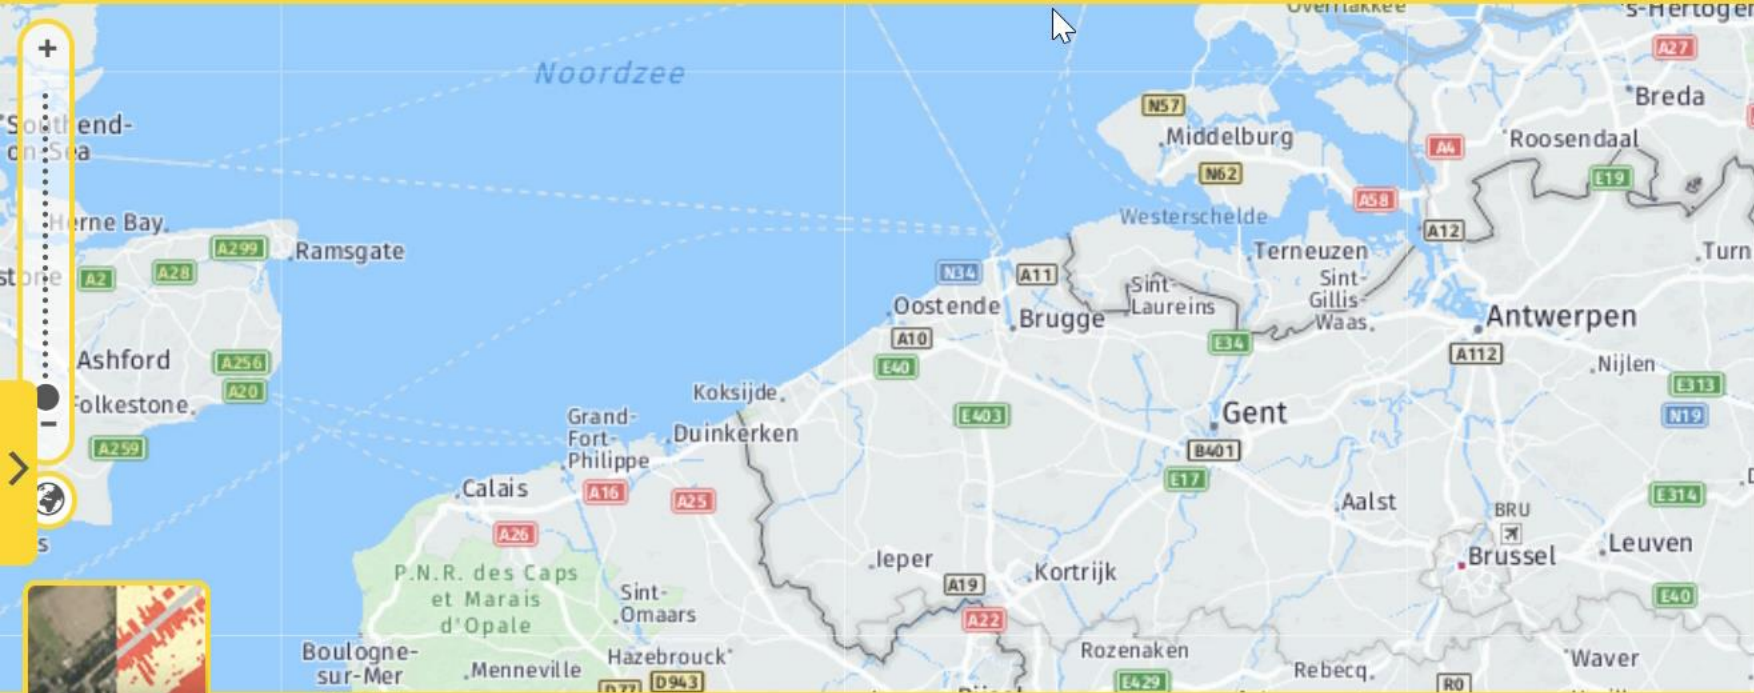 Overflakkee
's-Hertoger
A27
Noordzee
N57
Breda
Southend-
on-Sea
Middelburg
A4
Roosendaal
N62
E19
A58
Herne Bay
Westerschelde
A12
A299
Ramsgate
Terneuzen
Turn
A2
A28
N34
A11
Sint-
Laureins
Sint-
Gillis-
Waas
Oostende
Brugge
Antwerpen
A10
E34
A112
Ashford
A256
E40
Nijlen
A20
Koksijde
E313
Folkestone
Grand-
Fort-
Philippe
Duinkerken
E403
Gent
N19
A259
B401
Calais
A16
A25
E17
Aalst
E314
A26
BRU
Brussel
Leuven
Ieper
Kortrijk
P.N.R. des Caps
et Marais
d'Opale
A19
E40
Sint-
Omaars
A22
Boulogne-
sur-Mer
Menneville
Hazebrouck
Rozenaken
Rebecq
Waver
D943
E429
R0